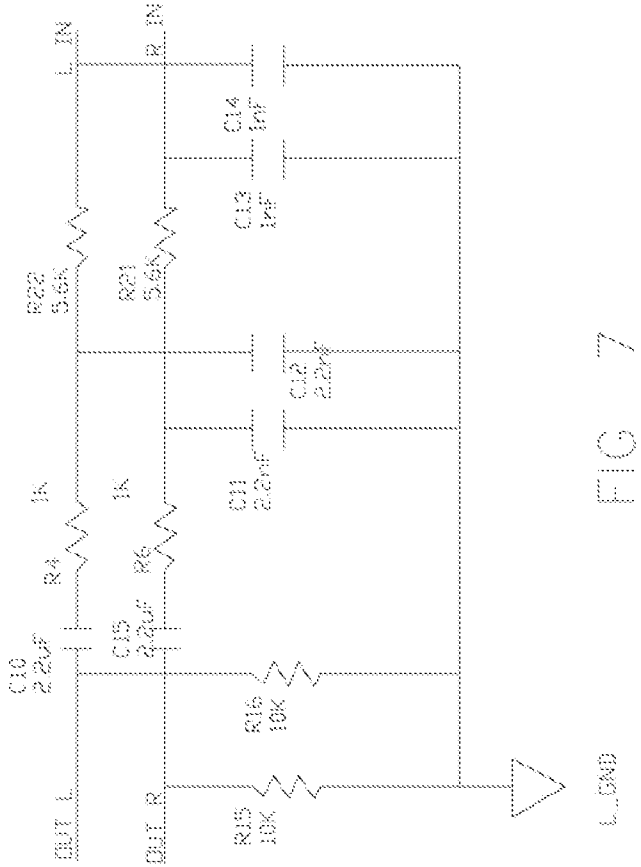 OUT L
C10
2.2uF
R4
1K
R22
5.6K
L IN
OUT R
C15
2.2uF
R6
1K
R21
5.6K
R IN
R15
10K
R16
10K
C11
2.2nF
C12
2.2nF
C13
1nF
C14
1nF
L_GND
FIG 7